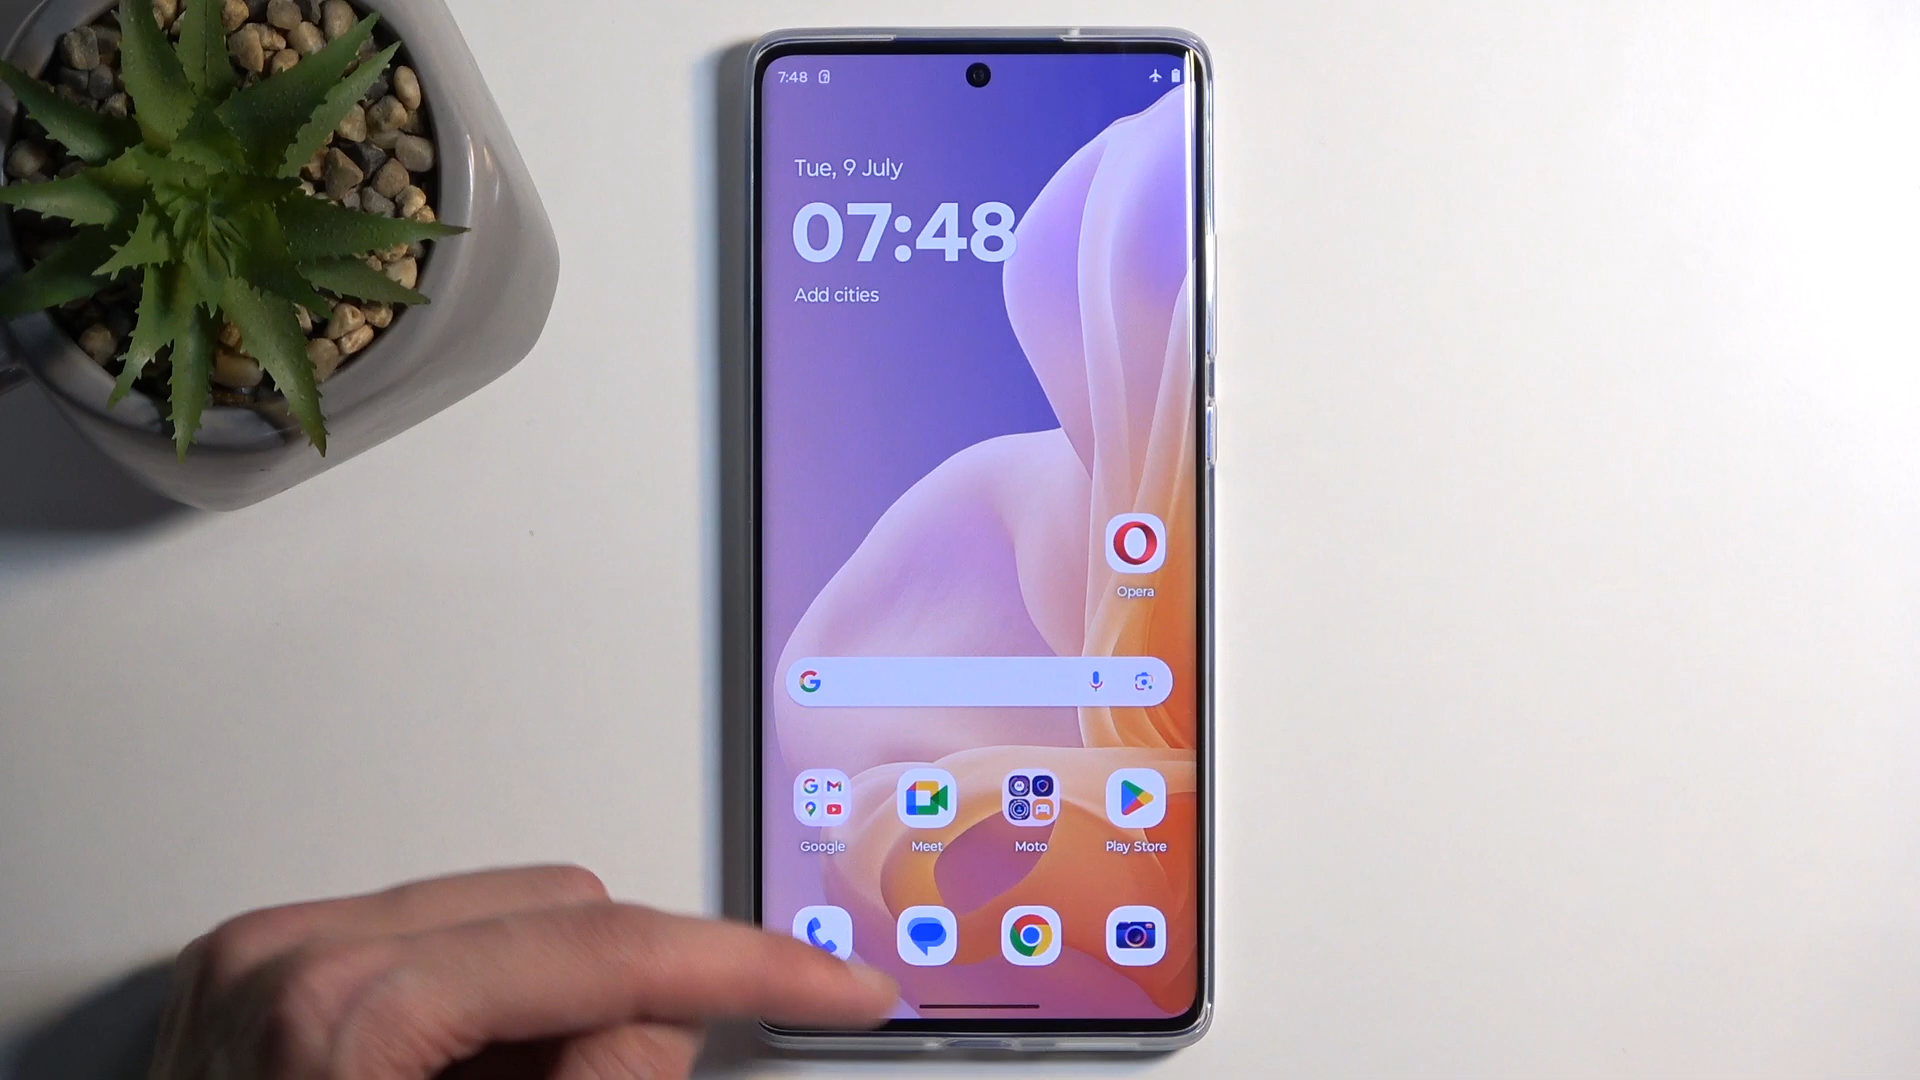 7:48
Tue, 9 July
07:48
Add cities
Opera
Google Meet Moto Play Store